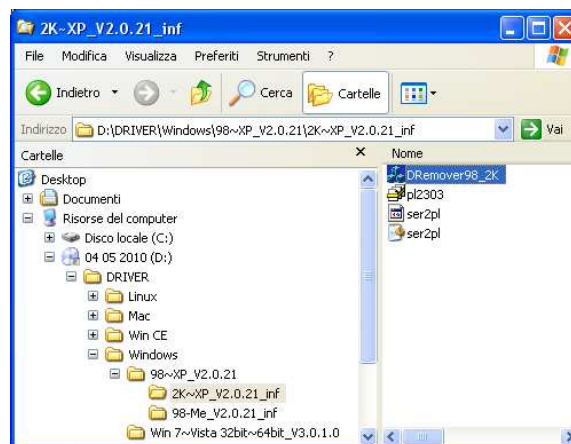 2K~XP_V2.0.21_inf
File Modifica Visualizza Preferiti Strumenti ?
Indietro Cerca Cartelle
Indirizzo D:\DRIVER\Windows\98~XP_V2.0.21\2K~XP_V2.0.21_inf Vai
Cartelle
Nome
Desktop
Documenti
Risorse del computer
Disco locale (C:)
04 05 2010 (D:)
DRIVER
Linux
Mac
Win CE
Windows
98~XP_V2.0.21
2K~XP_V2.0.21_inf
98-Me_V2.0.21_inf
Win 7~Vista 32bit~64bit_V3.0.1.0
DRemover98_2K
pl2303
ser2pl
ser2pl